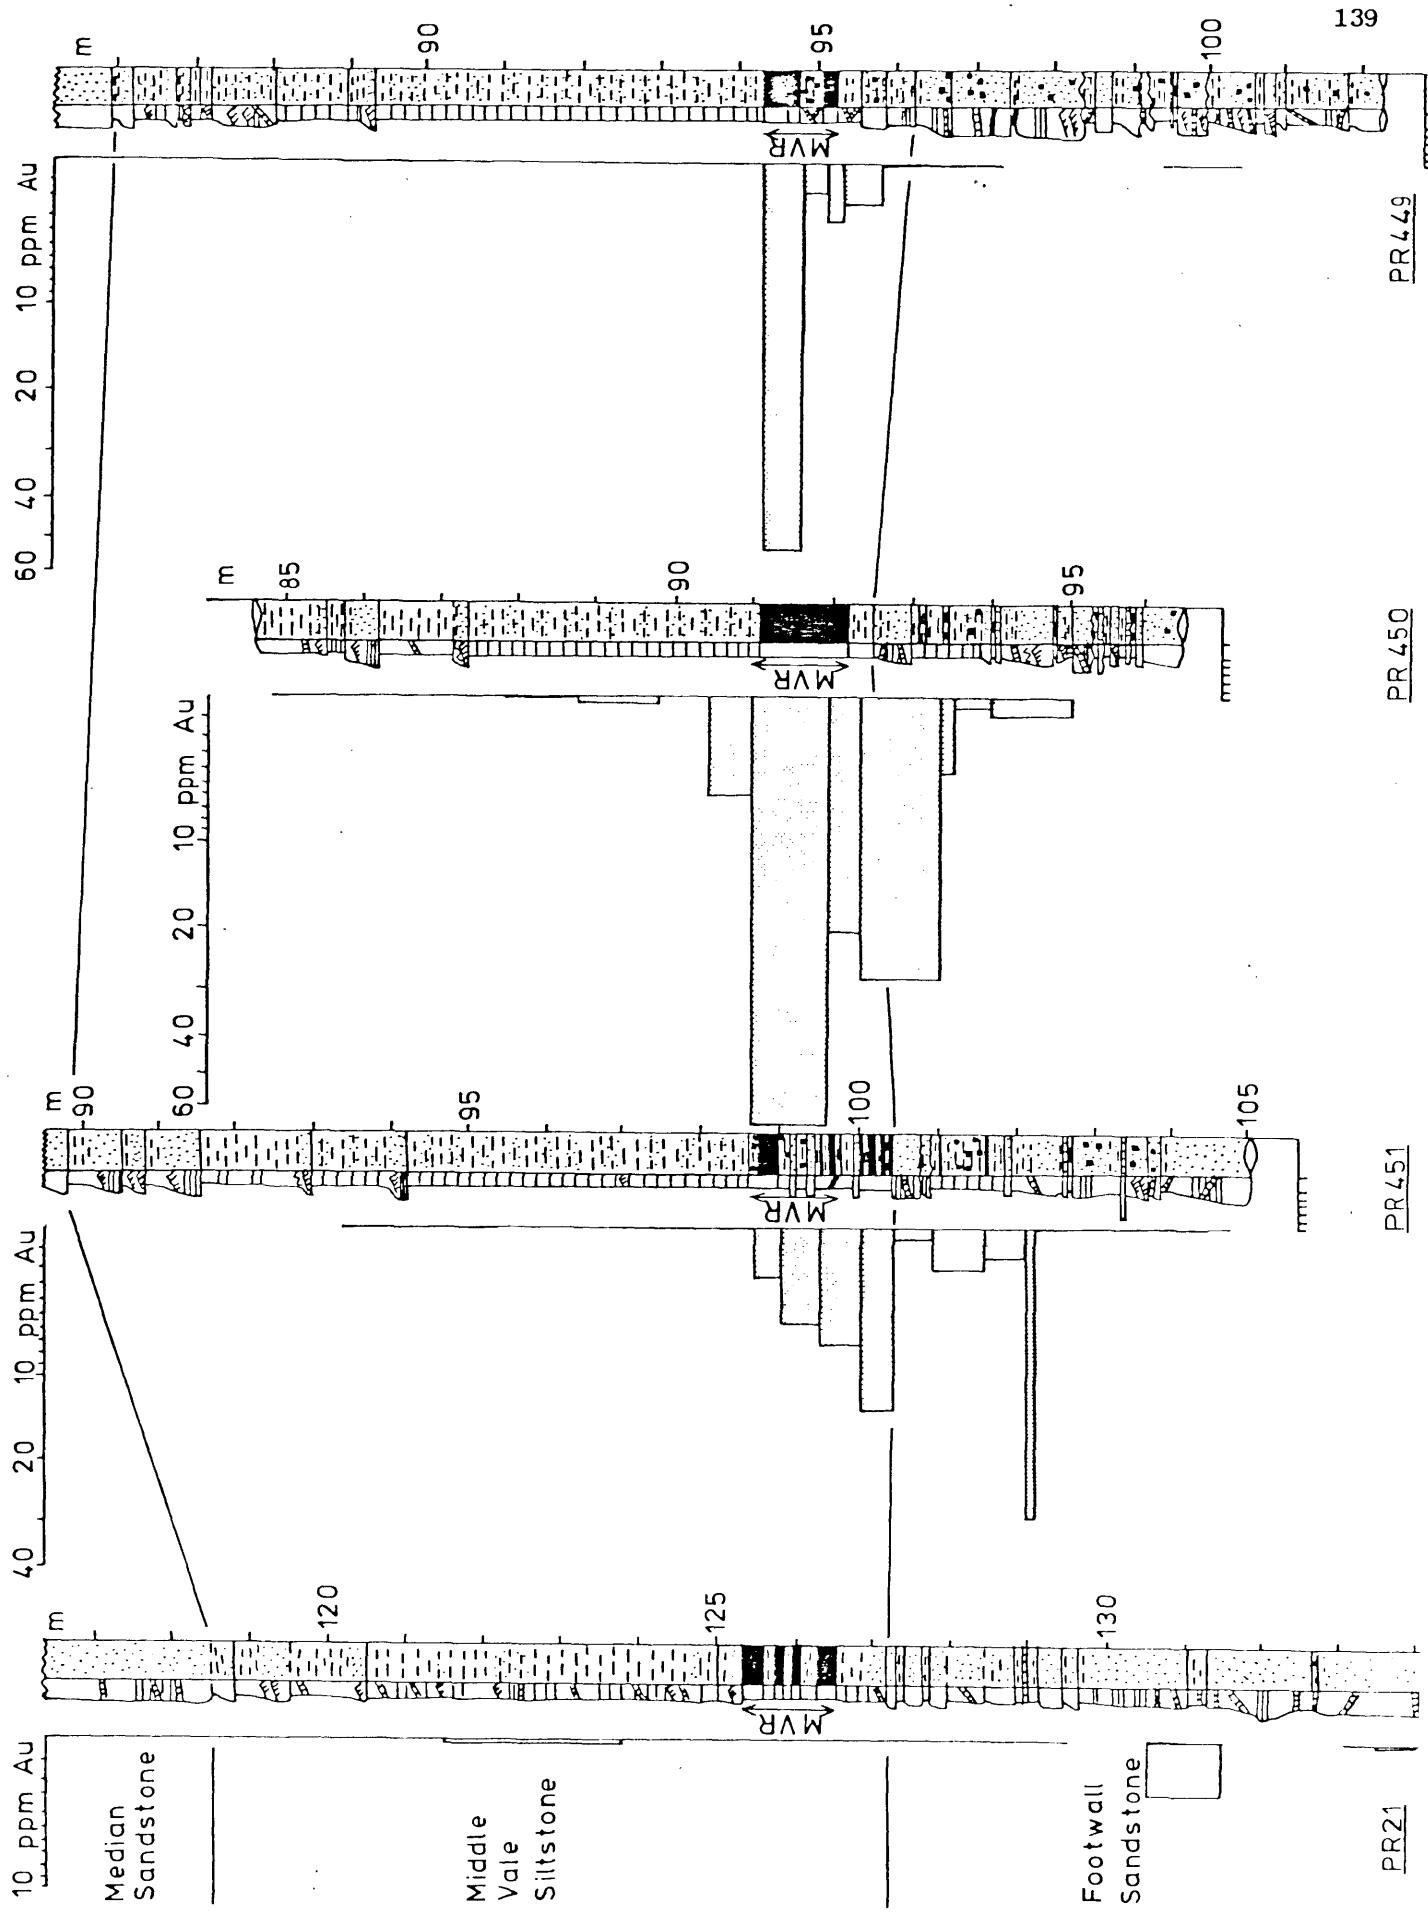 139
10 ppm Au
Median
Sandstone
Middle
Vale
Siltstone
Footwall
Sandstone
PR21
m
120
125
130
MVR
40 20 10 ppm Au
PR451
m
90
95
100
105
MVR
60 40 20 10 ppm Au
PR450
m
85
90
95
MVR
60 40 20 10 ppm Au
PR449
m
90
95
100
MVR